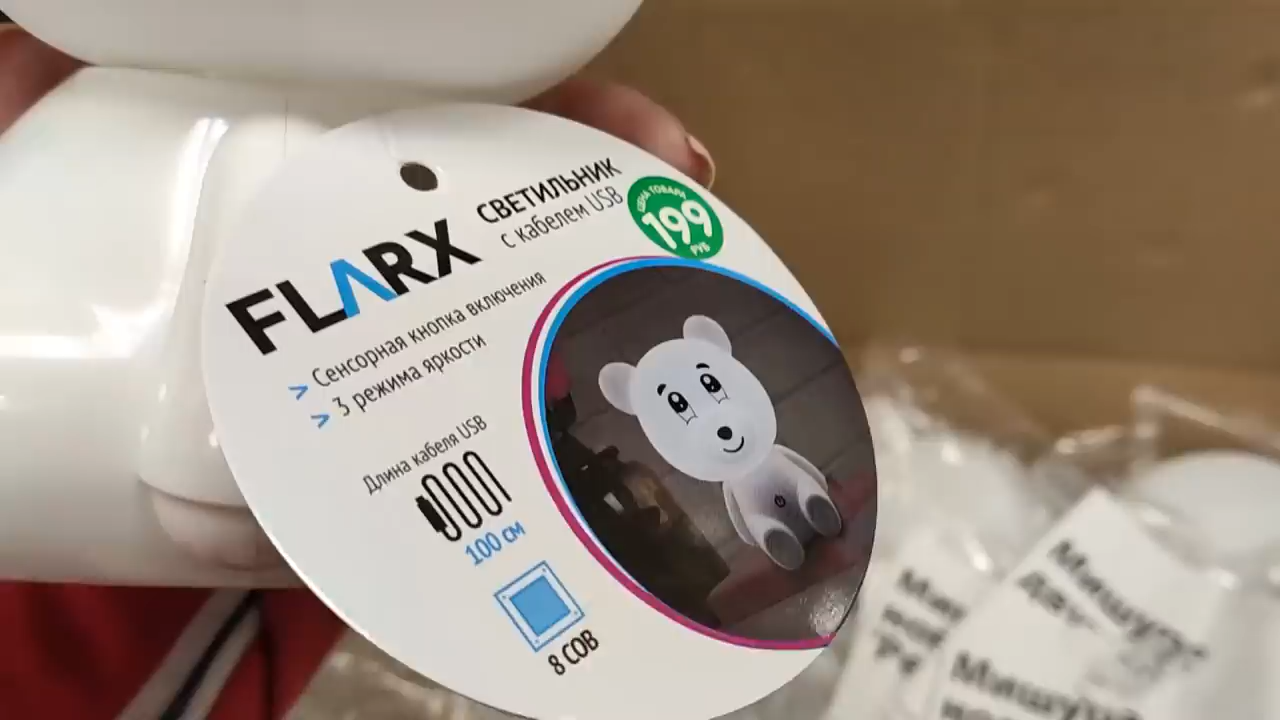 FLARX
СВЕТИЛЬНИК
с кабелем USB
ЦЕНА ТОВАРА
199
РУБ
> Сенсорная кнопка включения
> 3 режима яркости
Длина кабеля USB
100 см
8 COB